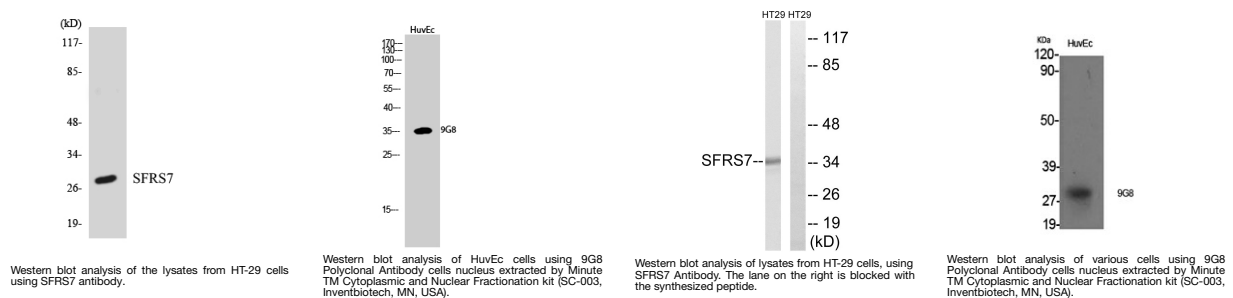 (kD)
117-
85-
48-
34-
26-
19-
SFRS7
Western blot analysis of the lysates from HT-29 cells
using SFRS7 antibody.
HuvEc
170-
130-
100-
70-
55-
40-
35-
25-
15-
9G8
Western blot analysis of HuvEc cells using 9G8
Polyclonal Antibody cells nucleus extracted by Minute
TM Cytoplasmic and Nuclear Fractionation kit (SC-003,
Inventbiotech, MN, USA).
HT29 HT29
-- 117
-- 85
-- 48
SFRS7-- -- 34
-- 26
-- 19
(kD)
Western blot analysis of lysates from HT-29 cells, using
SFRS7 Antibody. The lane on the right is blocked with
the synthesized peptide.
KDa HuvEc
120-
90-
50-
39-
27-
19-
9G8
Western blot analysis of various cells using 9G8
Polyclonal Antibody cells nucleus extracted by Minute
TM Cytoplasmic and Nuclear Fractionation kit (SC-003,
Inventbiotech, MN, USA).